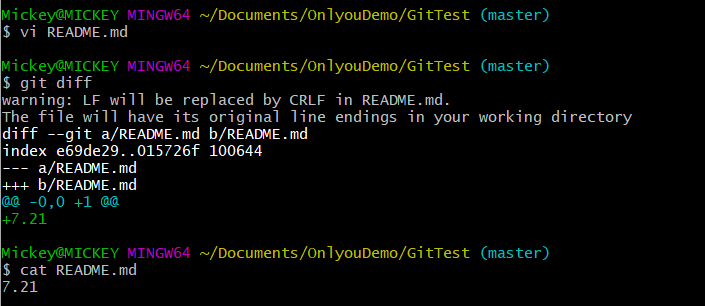 Mickey@MICKEY MINGW64 ~/Documents/OnlyouDemo/GitTest (master)
$ vi README.md
Mickey@MICKEY MINGW64 ~/Documents/OnlyouDemo/GitTest (master)
$ git diff
warning: LF will be replaced by CRLF in README.md.
The file will have its original line endings in your working directory
diff --git a/README.md b/README.md
index e69de29..015726f 100644
--- a/README.md
+++ b/README.md
@@ -0,0 +1 @@
+7.21
Mickey@MICKEY MINGW64 ~/Documents/OnlyouDemo/GitTest (master)
$ cat README.md
7.21